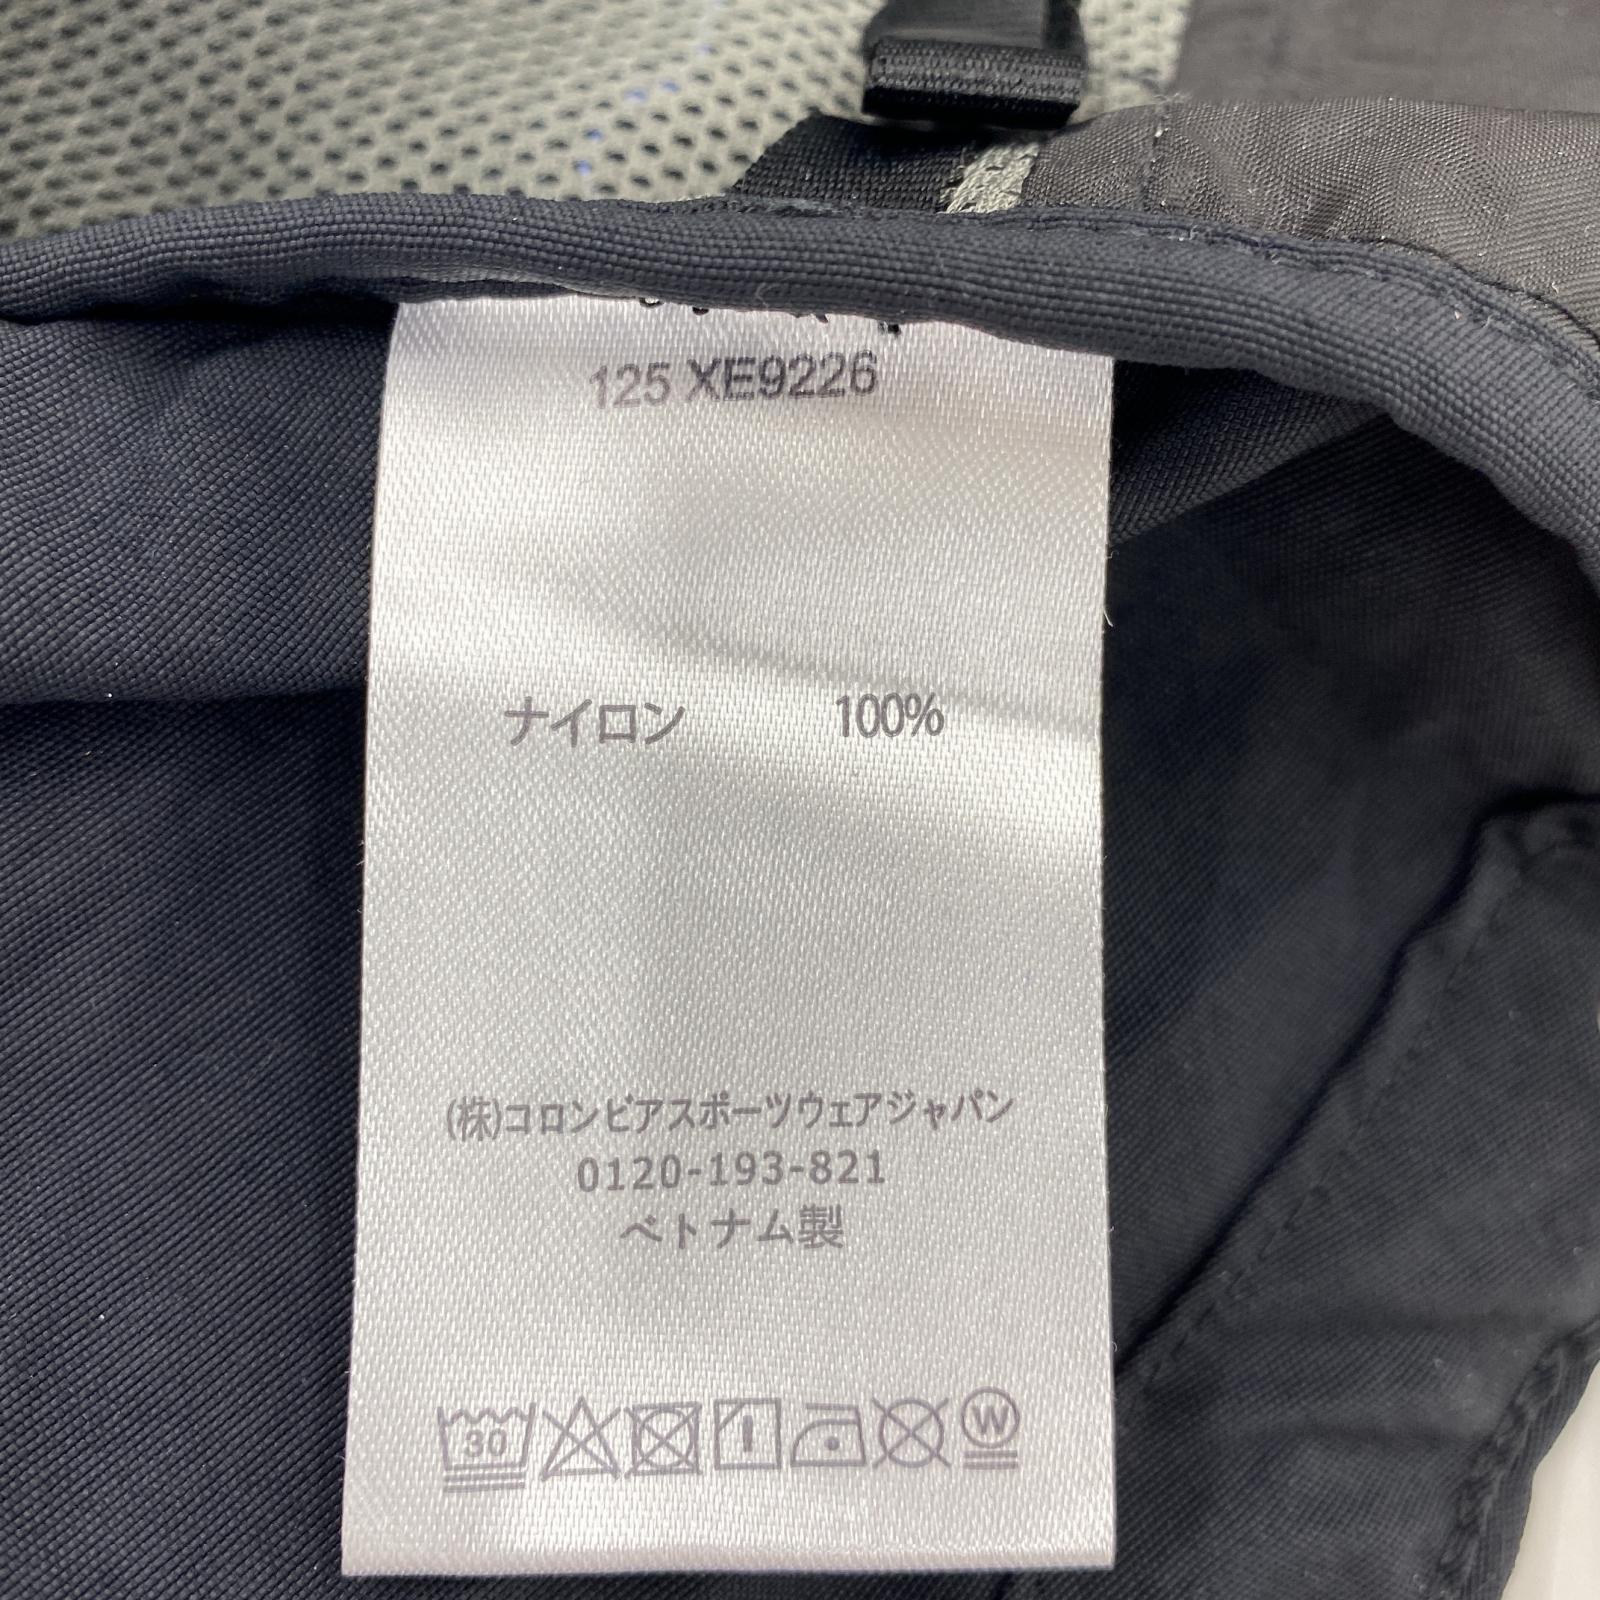 125 XE9226
ナイロン 100%
(株)コロンビアスポーツウェアジャパン
0120-193-821
ベトナム製
30
W